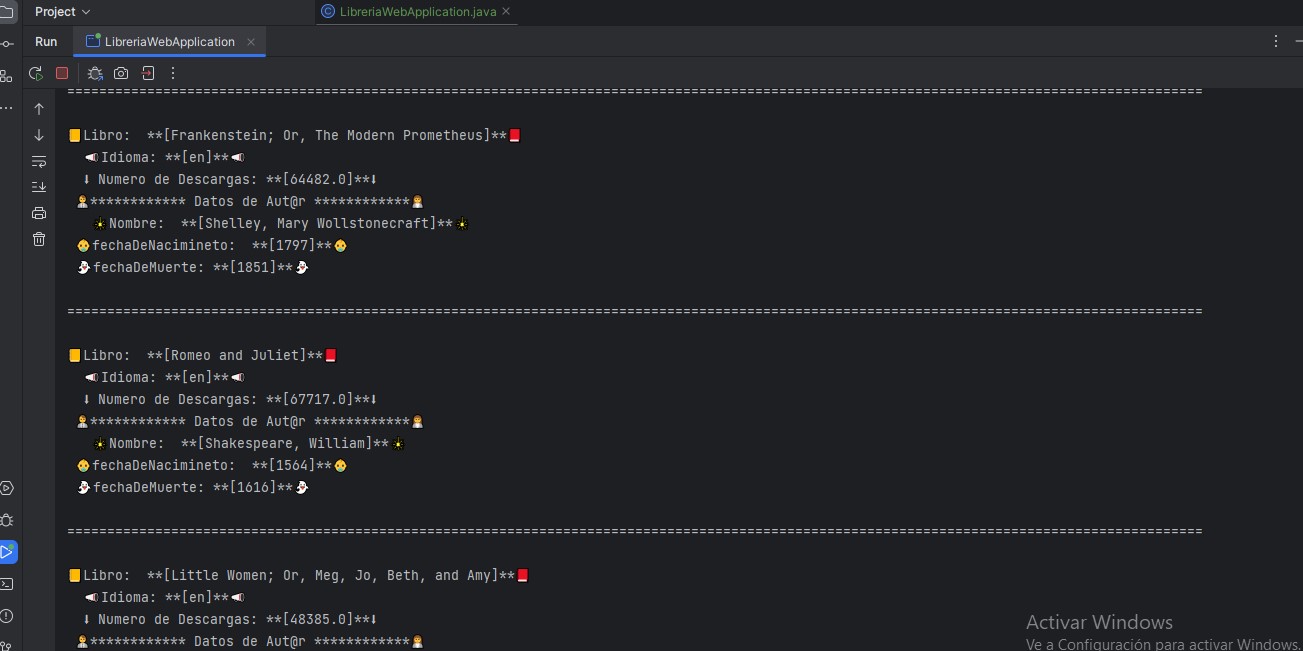 Project
LibreriaWebApplication.java
Run
LibreriaWebApplication
==============================================================================================================================================
📒Libro:  **[Frankenstein; Or, The Modern Prometheus]**📕
📢Idioma: **[en]**📢
⬇ Numero de Descargas: **[64482.0]**⬇
************ Datos de Aut@r ************
Nombre:  **[Shelley, Mary Wollstonecraft]**
👶fechaDeNacimineto:  **[1797]**👶
👻fechaDeMuerte: **[1851]**👻
==============================================================================================================================================
📒Libro:  **[Romeo and Juliet]**📕
📢Idioma: **[en]**📢
⬇ Numero de Descargas: **[67717.0]**⬇
************ Datos de Aut@r ************
Nombre:  **[Shakespeare, William]**
👶fechaDeNacimineto:  **[1564]**👶
👻fechaDeMuerte: **[1616]**👻
==============================================================================================================================================
📒Libro:  **[Little Women; Or, Meg, Jo, Beth, and Amy]**📕
📢Idioma: **[en]**📢
⬇ Numero de Descargas: **[48385.0]**⬇
************ Datos de Aut@r ************
Activar Windows
Ve a Configuración para activar Windows.